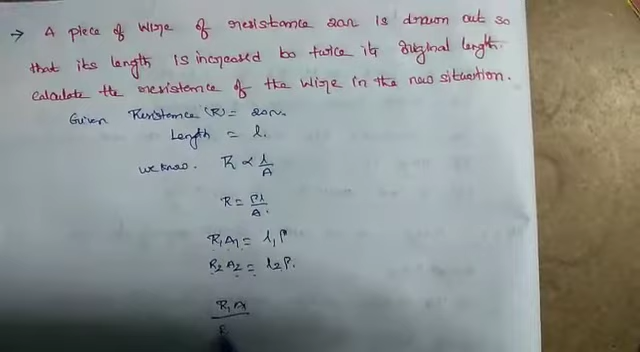 → A piece of wire of resistance 20Ω is drawn out so
that its length is increased to twice its original length.
calculate the resistence of the wire in the new situation.
Given Resistance (R) = 20Ω.
Length = l.
we know. R ∝ l/A
R = ρl/A.
R₁A₁ = l₁ρ
R₂A₂ = l₂ρ.
R₁A₁